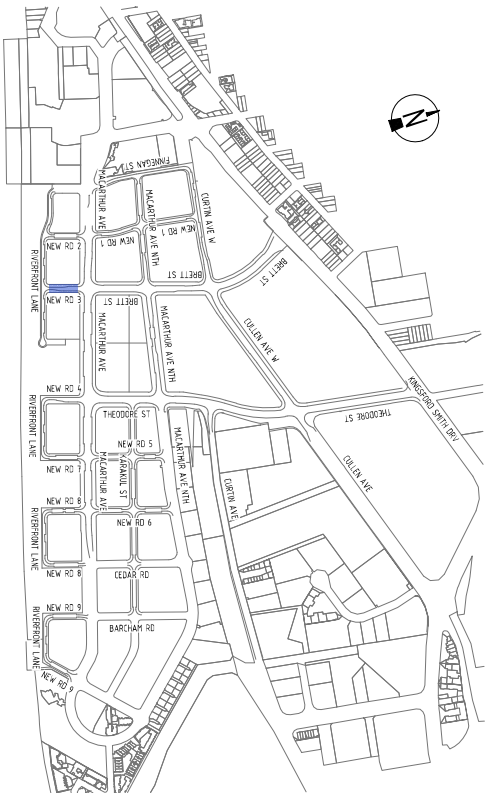 FINNEGAN ST
MACARTHUR AVE
MACARTHUR AVE NTH
CURTIN AVE W
NEW RD 1
NEW RD 1
NEW RD 2
BRETT ST
BRETT ST
RIVERFRONT LANE
NEW RD 3
BRETT ST
MACARTHUR AVE
MACARTHUR AVE NTH
CULLEN AVE W
KINGSFORD SMITH DRV
NEW RD 4
THEODORE ST
THEODORE ST
RIVERFRONT LANE
NEW RD 5
MACARTHUR AVE NTH
KARAKUL ST
MACARTHUR AVE
NEW RD 7
CULLEN AVE
CURTIN AVE
NEW RD 8
NEW RD 6
RIVERFRONT LANE
NEW RD 8
CEDAR RD
NEW RD 9
BARCHAM RD
RIVERFRONT LANE
NEW RD 9
N